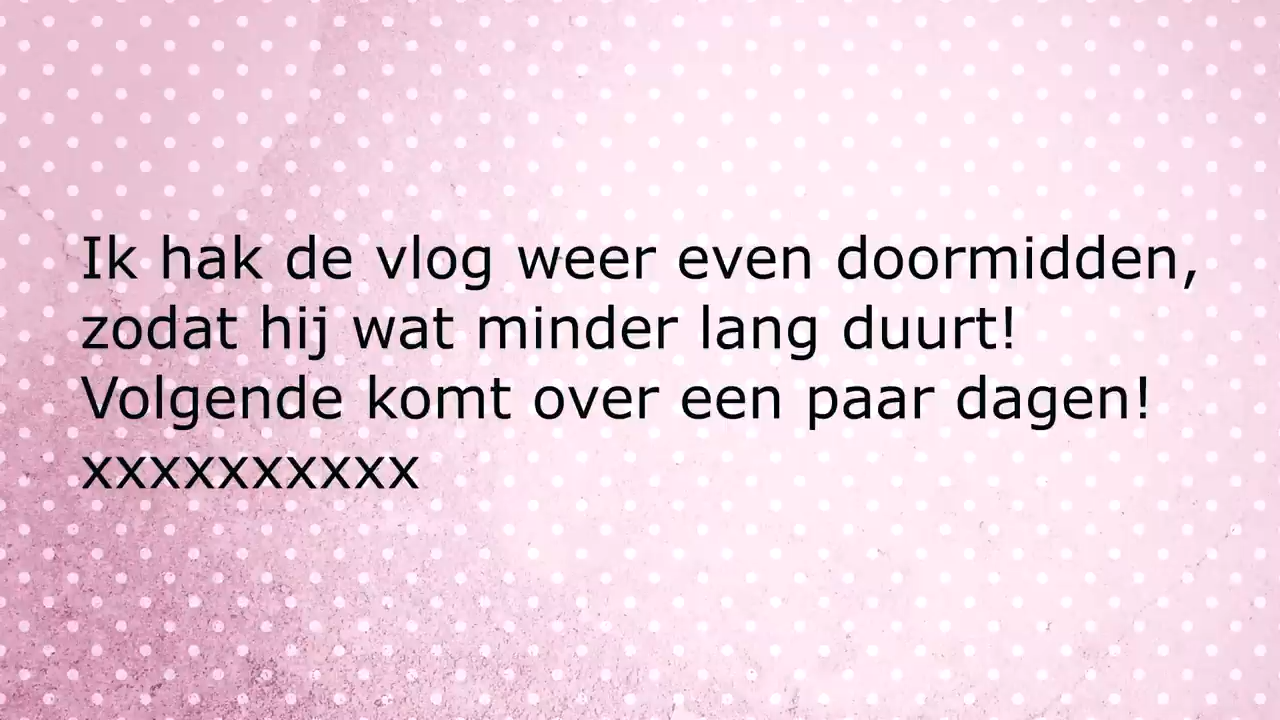 Ik hak de vlog weer even doormidden,
zodat hij wat minder lang duurt!
Volgende komt over een paar dagen!
xxxxxxxxxx